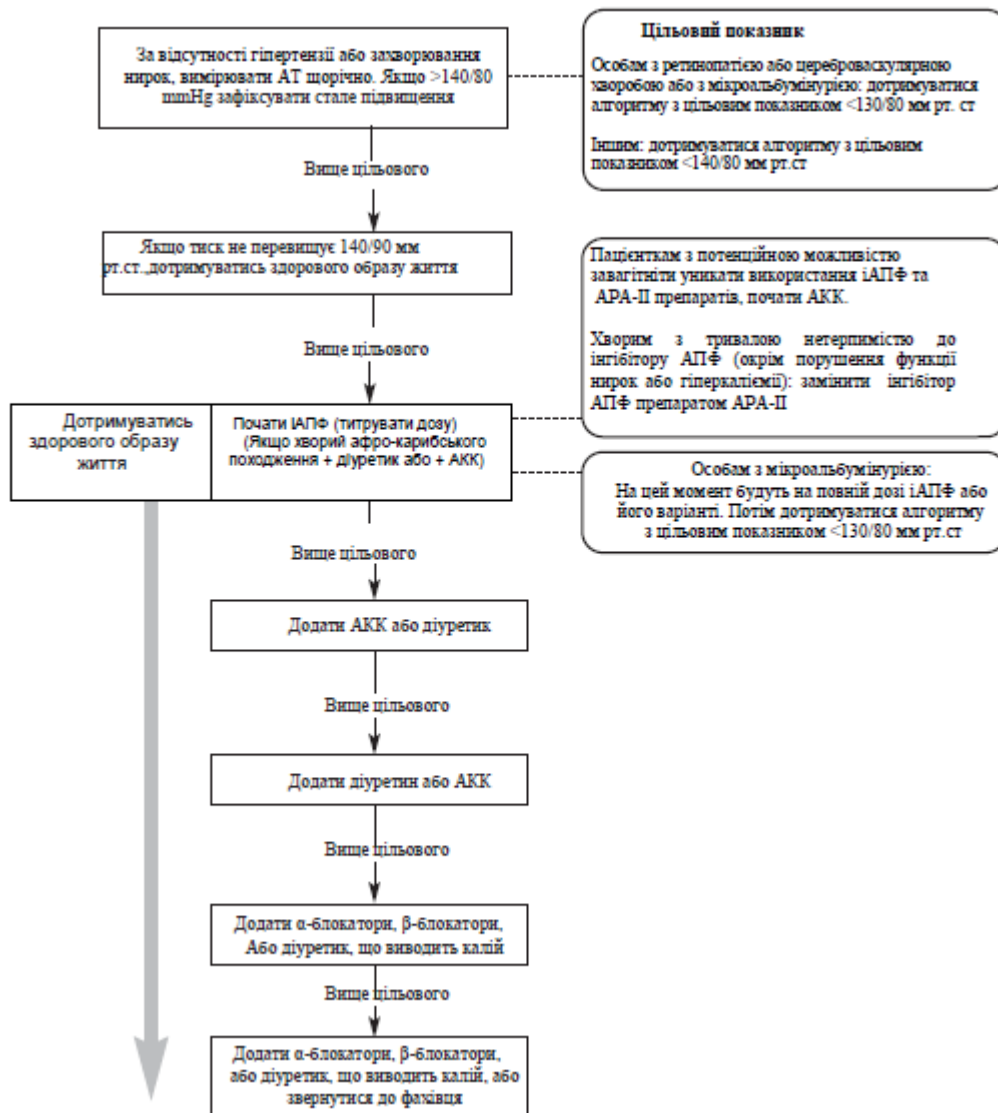 За відсутності гіпертензії або захворювання
нирок, вимірювати АТ щорічно. Якщо >140/80
mmHg зафіксувати стале підвищення
Цільовий показник
Особам з ретинопатією або цереброваскулярною
хворобою або з мікроальбумінурією: дотримуватися
алгоритму з цільовим показником <130/80 мм рт. ст
Іншим: дотримуватися алгоритму з цільовим
показником <140/80 мм рт.ст
Вище цільового
Якщо тиск не перевищує 140/90 мм
рт.ст.,дотримуватись здорового образу життя
Пацієнткам з потенційною можливістю
завагітніти уникати використання іАПФ та
АРА-ІІ препаратів, почати АКК.
Хворим з тривалою нетерпимістю до
інгібітору АПФ (окрім порушення функції
нирок або гіперкаліємії): замінити інгібітор
АПФ препаратом АРА-ІІ
Вище цільового
Дотримуватись
здорового образу
життя
Почати ІАПФ (титрувати дозу)
(Якщо хворий афро-карибського
походження + діуретик або + АКК)
Особам з мікроальбумінурією:
На цей момент будуть на повній дозі іАПФ або
його варіанті. Потім дотримуватися алгоритму
з цільовим показником <130/80 мм рт.ст
Вище цільового
Додати АКК або діуретик
Вище цільового
Додати діуретин або АКК
Вище цільового
Додати α-блокатори, β-блокатори,
Або діуретик, що виводить калій
Вище цільового
Додати α-блокатори, β-блокатори,
або діуретик, що виводить калій, або
звернутися до фахівця